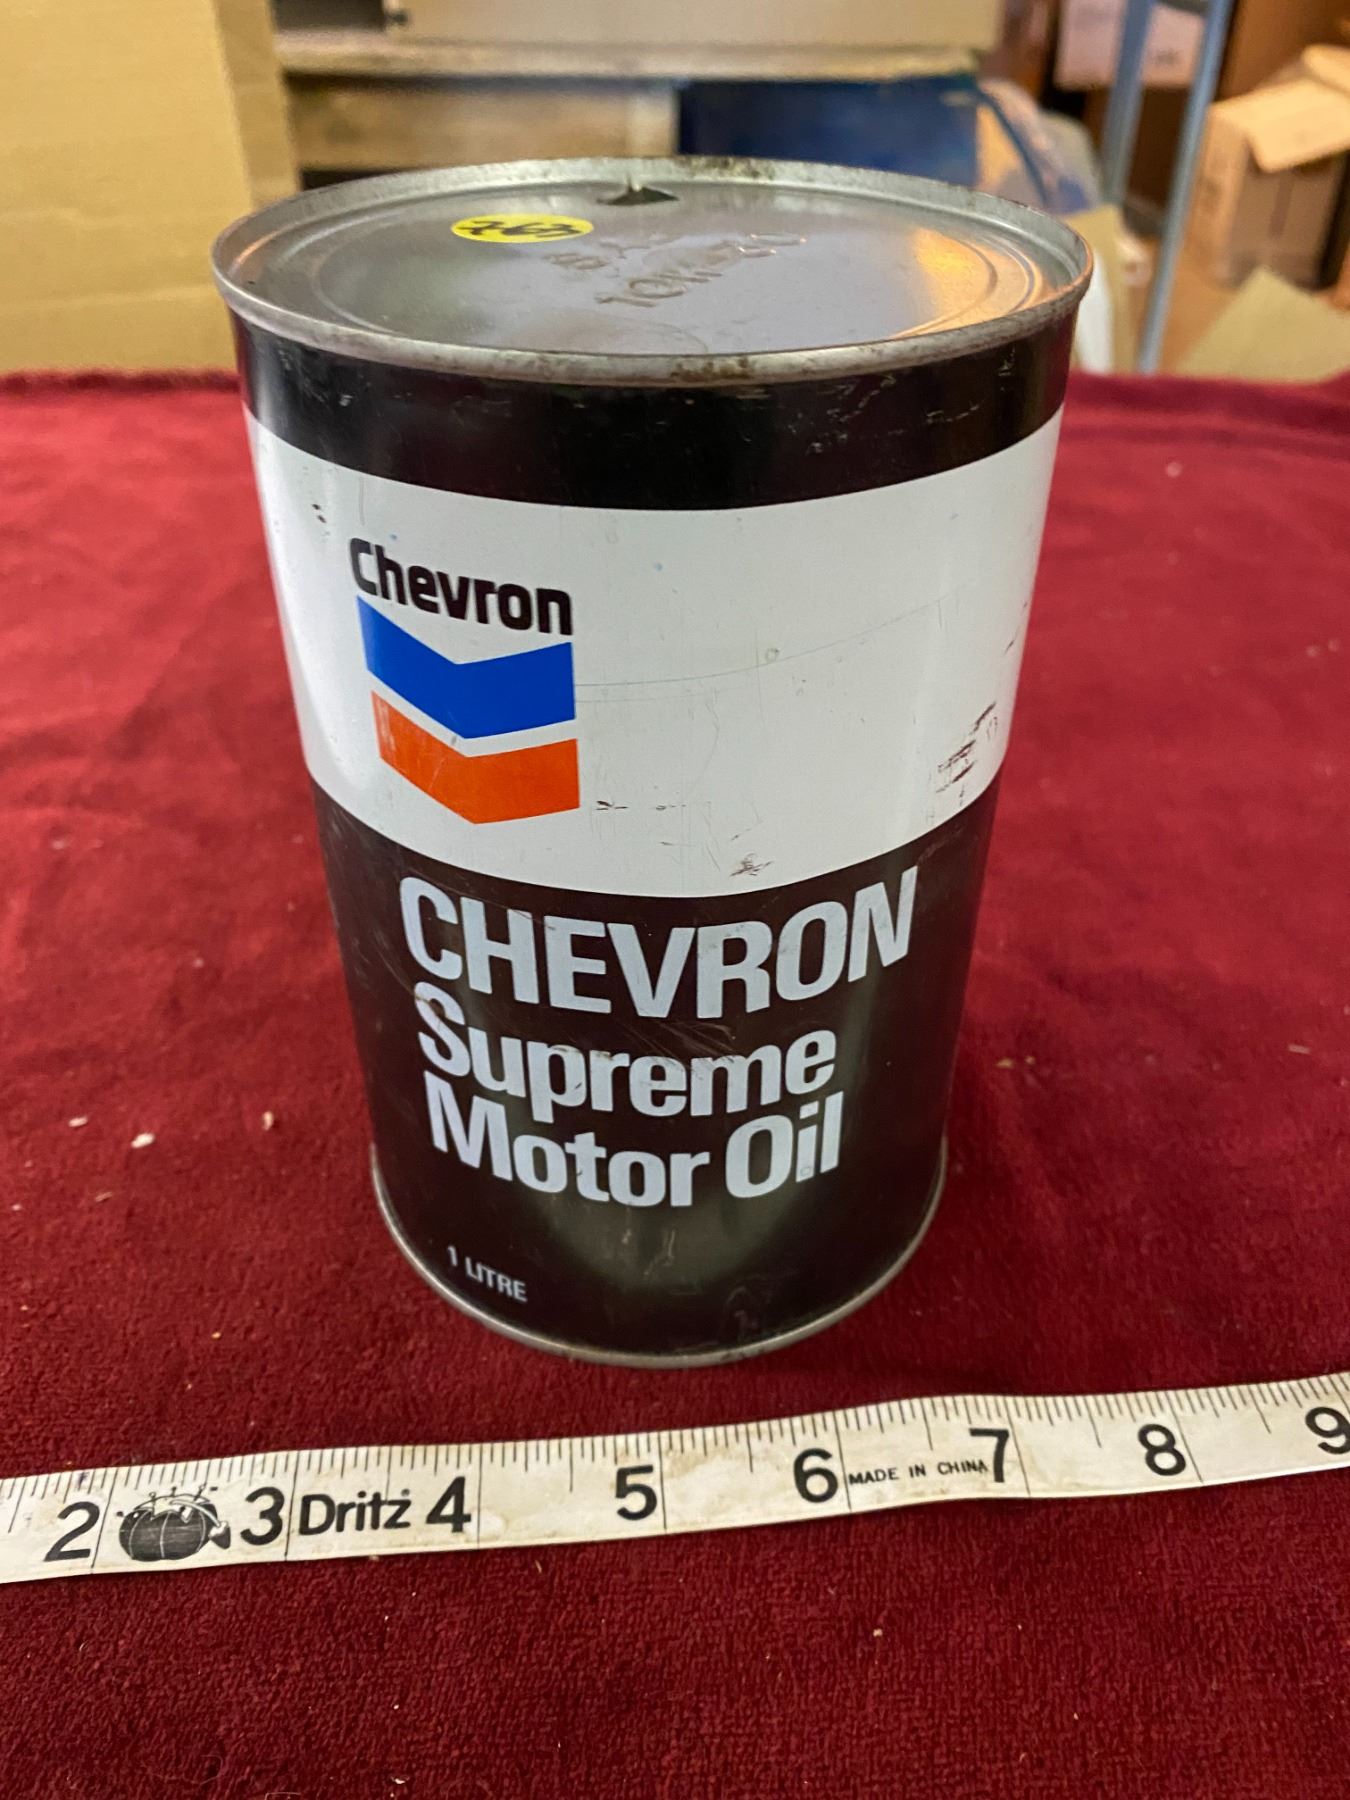 Chevron
CHEVRON
Supreme
Motor Oil
1 LITRE
2 3 Dritz 4 5 6 MADE IN CHINA 7 8 9